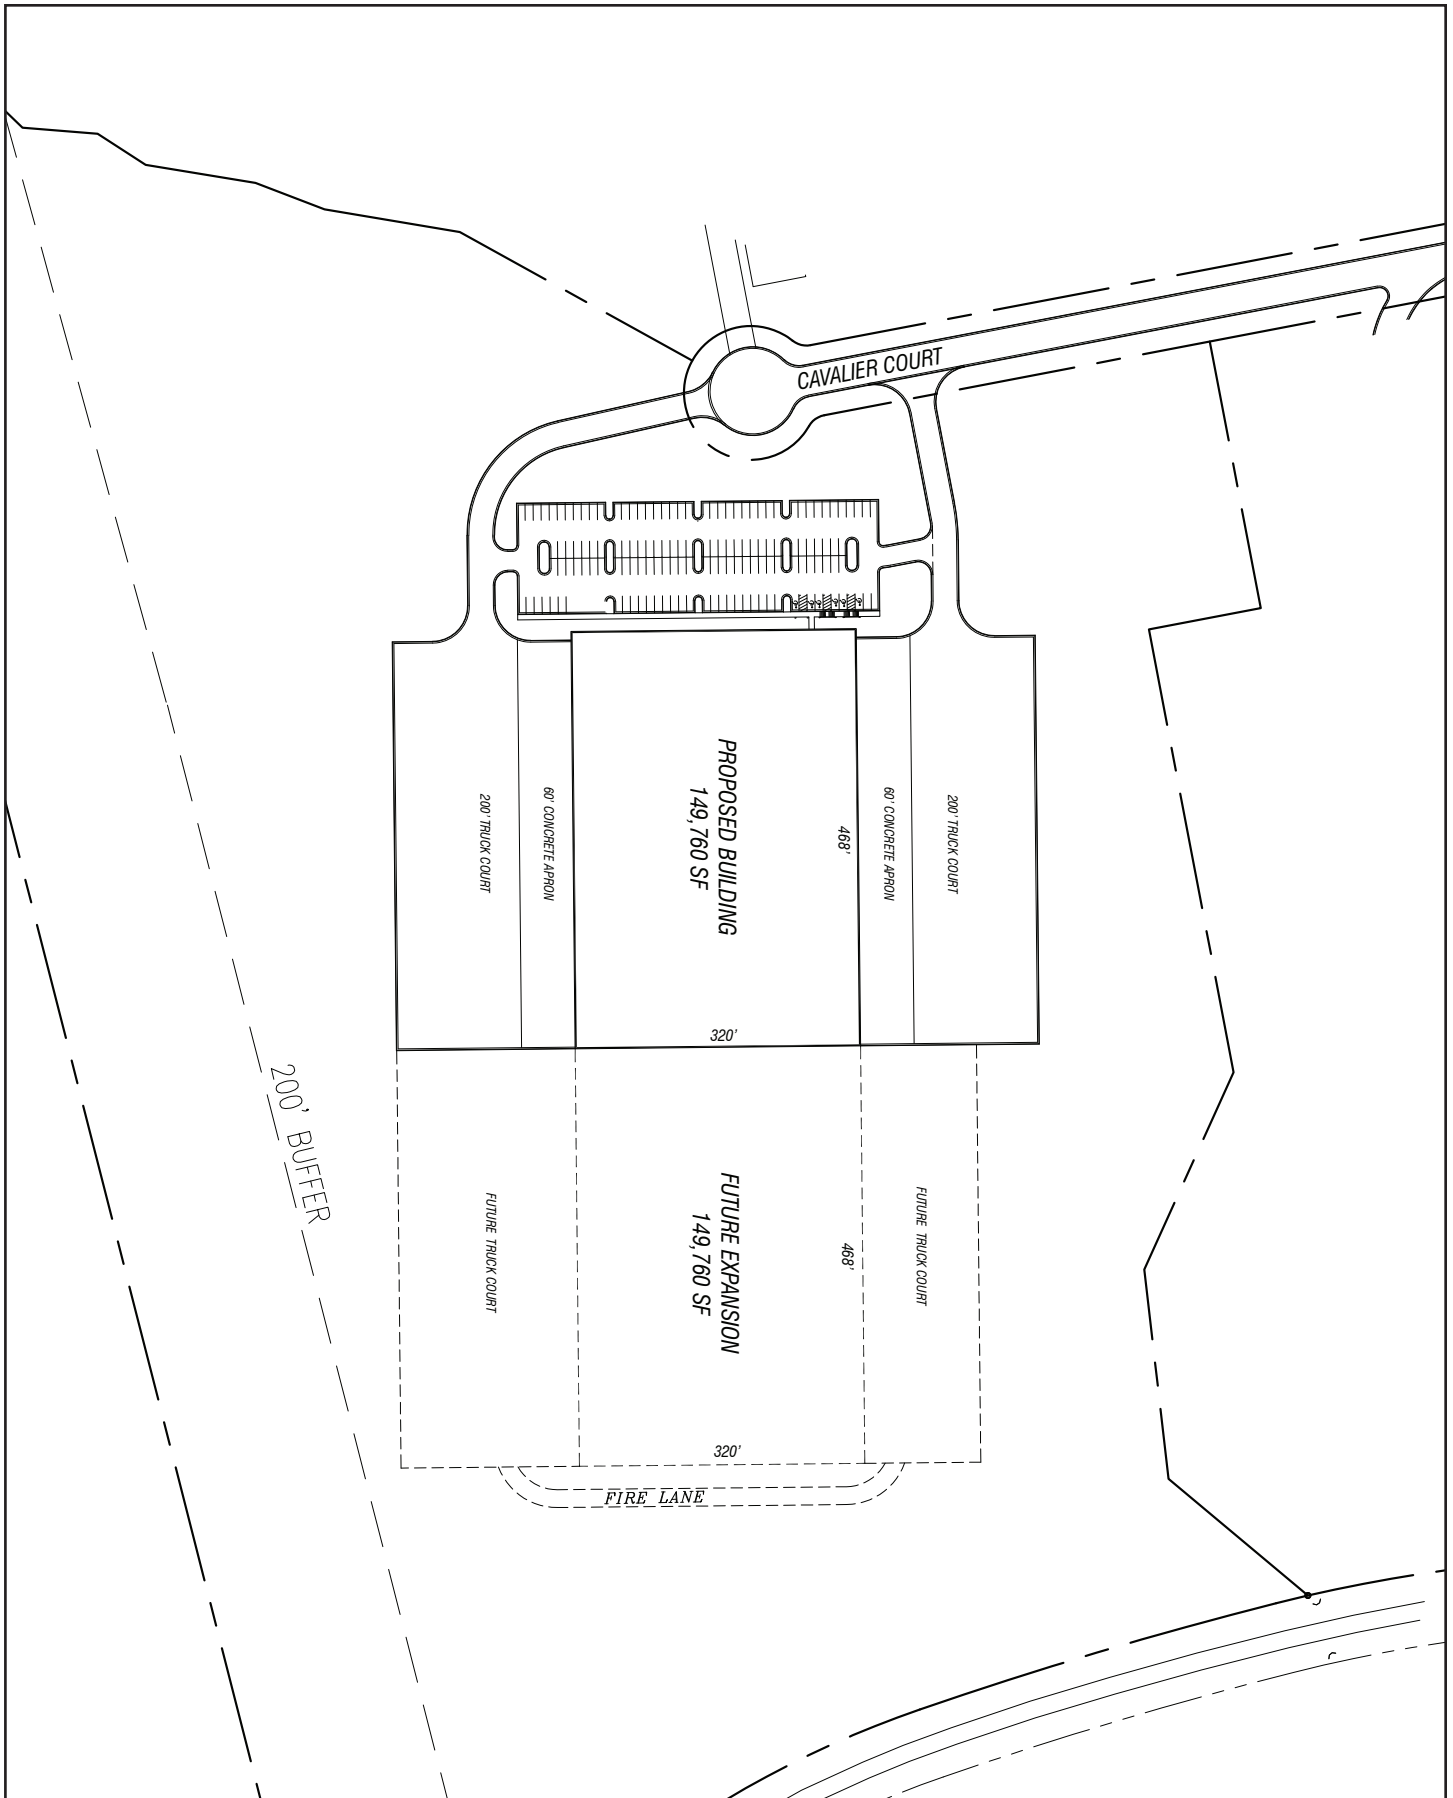 CAVALIER COURT
200' TRUCK COURT
60' CONCRETE APRON
PROPOSED BUILDING
149,760 SF
468'
60' CONCRETE APRON
200' TRUCK COURT
320'
200' BUFFER
FUTURE TRUCK COURT
FUTURE EXPANSION
149,760 SF
468'
FUTURE TRUCK COURT
320'
FIRE LANE